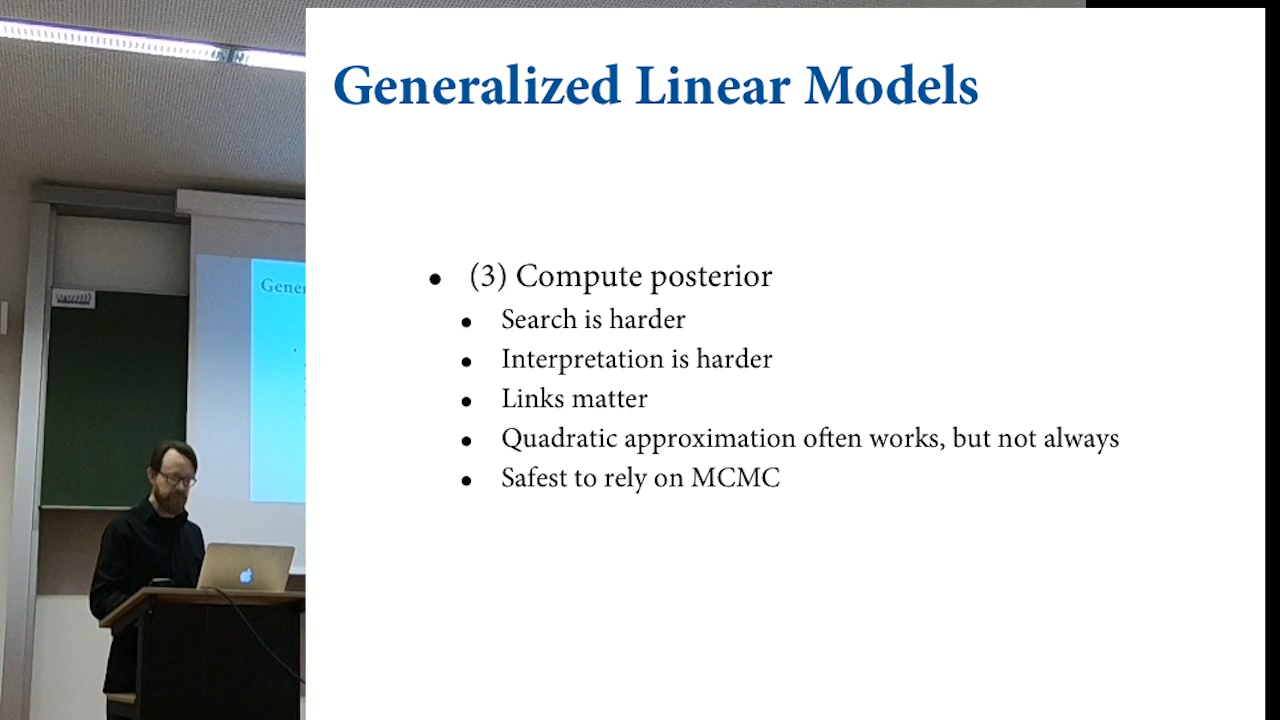 Generalized Linear Models
• (3) Compute posterior
• Search is harder
• Interpretation is harder
• Links matter
• Quadratic approximation often works, but not always
• Safest to rely on MCMC
Gener